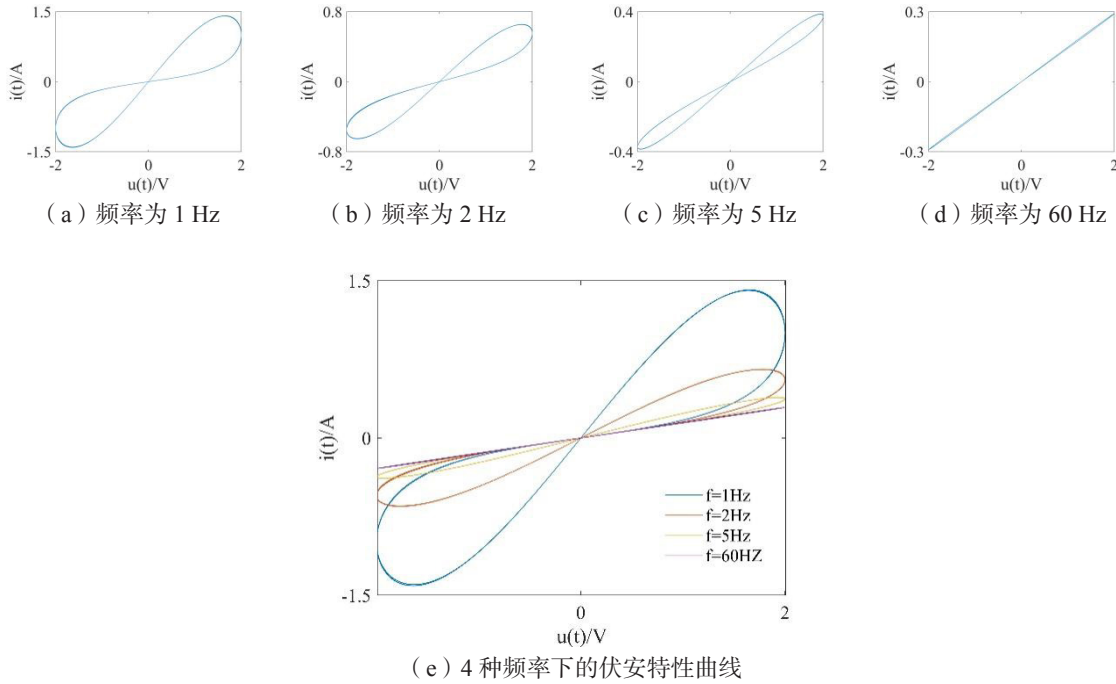 1.5
0
-1.5
i(t)/A
-2 0 2
u(t)/V
(a)频率为 1 Hz
0.8
0
-0.8
i(t)/A
-2 0 2
u(t)/V
(b)频率为 2 Hz
0.4
0
-0.4
i(t)/A
-2 0 2
u(t)/V
(c)频率为 5 Hz
0.3
0
-0.3
i(t)/A
-2 0 2
u(t)/V
(d)频率为 60 Hz
1.5
0
-1.5
i(t)/A
f=1Hz
f=2Hz
f=5Hz
f=60HZ
0 2
u(t)/V
(e)4 种频率下的伏安特性曲线